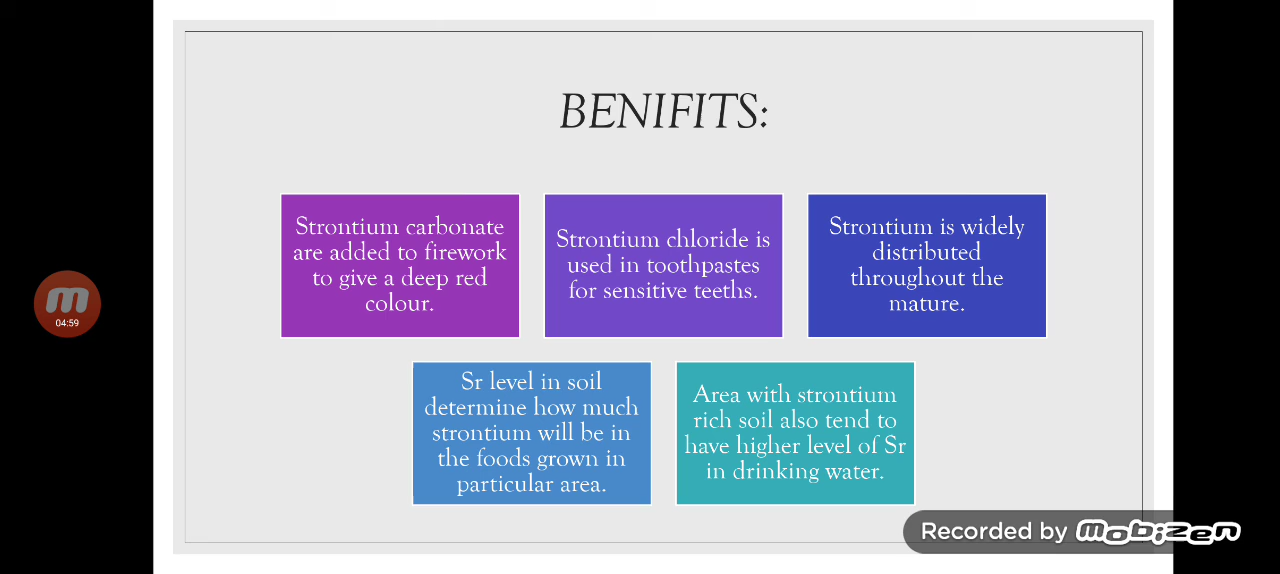 BENIFITS:
Strontium carbonate
are added to firework
to give a deep red
colour.
Strontium chloride is
used in toothpastes
for sensitive teeths.
Strontium is widely
distributed
throughout the
mature.
Sr level in soil
determine how much
strontium will be in
the foods grown in
particular area.
Area with strontium
rich soil also tend to
have higher level of Sr
in drinking water.
04:59
Recorded by mobizen